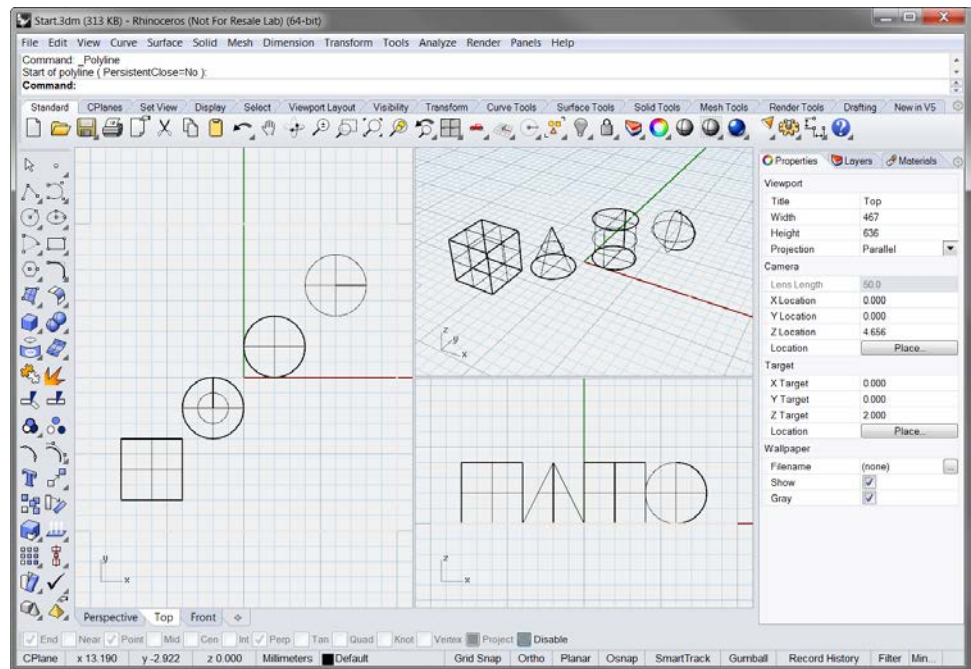 Start.3dm (313 KB) - Rhinoceros (Not For Resale Lab) (64-bit)
File Edit View Curve Surface Solid Mesh Dimension Transform Tools Analyze Render Panels Help
Command: _Polyline
Start of polyline ( PersistentClose=No ):
Command:
Standard CPlanes Set View Display Select Viewport Layout Visibility Transform Curve Tools Surface Tools Solid Tools Mesh Tools Render Tools Drafting New in V5
Properties Layers Materials
Viewport
Title Top
Width 467
Height 636
Projection Parallel
Camera
Lens Length 50.0
X Location 0.000
Y Location 0.000
Z Location 4.656
Location Place...
Target
X Target 0.000
Y Target 0.000
Z Target 2.000
Location Place...
Wallpaper
Filename (none) ...
Show
Gray
z
y
x
y
x
z
x
Perspective Top Front
End Near Point Mid Cen Int Perp Tan Quad Knot Vertex Project Disable
CPlane x 13.190 y -2.922 z 0.000 Millimeters Default Grid Snap Ortho Planar Osnap SmartTrack Gumball Record History Filter Min...